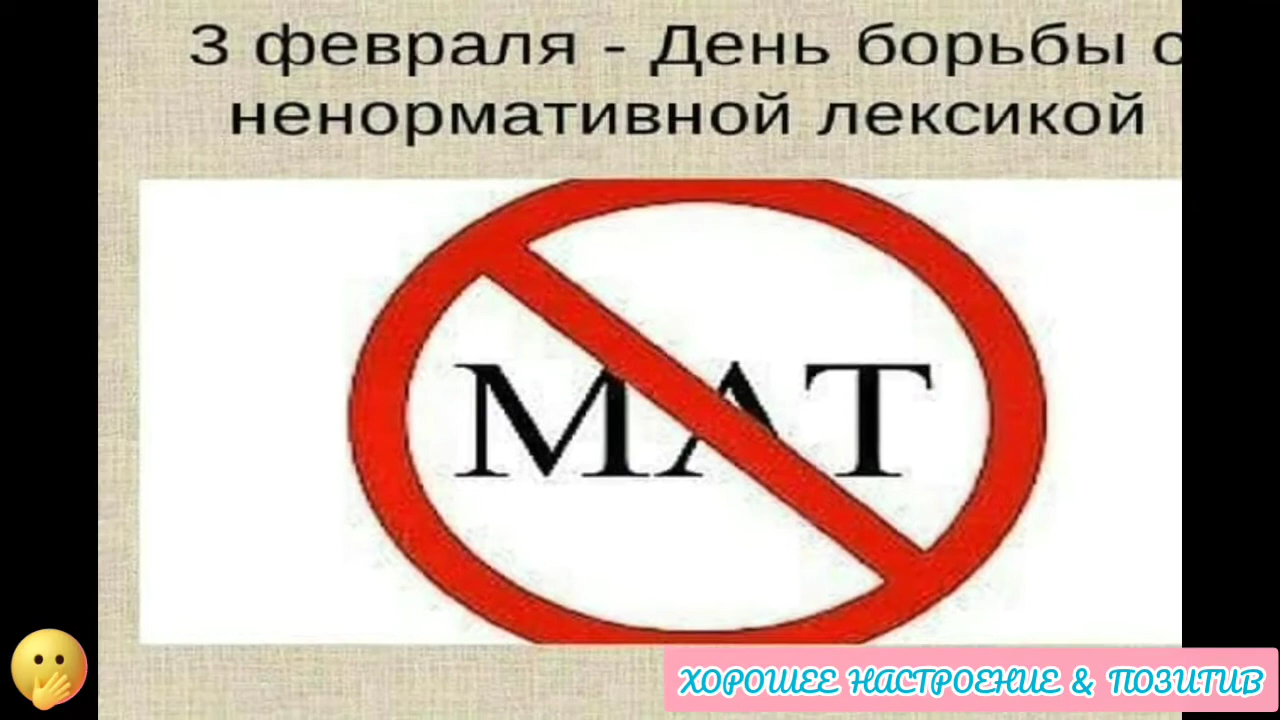 3 февраля - День борьбы с
ненормативной лексикой
МАТ
ХОРОШЕЕ НАСТРОЕНИЕ & ПОЗИТИВ